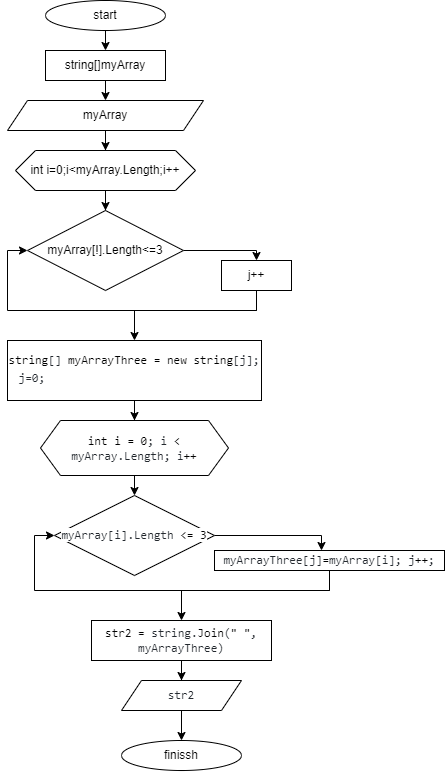 start
string[]myArray
myArray
int i=0;i<myArray.Length;i++
myArray[!].Length<=3
j++
string[] myArrayThree = new string[j];
j=0;
int i = 0; i <
myArray.Length; i++
myArray[i].Length <= 3
myArrayThree[j]=myArray[i]; j++;
str2 = string.Join(" ",
myArrayThree)
str2
finissh